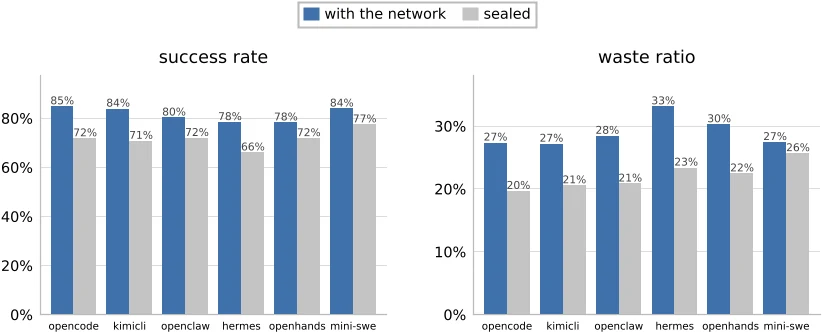 with the network sealed
success rate
85% 84% 80% 78% 78% 84%
72% 71% 72% 66% 72% 77%
80%
60%
40%
20%
0%
opencode kimicli openclaw hermes openhands mini-swe
waste ratio
27% 27% 28% 33% 30% 27%
20% 21% 21% 23% 22% 26%
30%
20%
10%
0%
opencode kimicli openclaw hermes openhands mini-swe